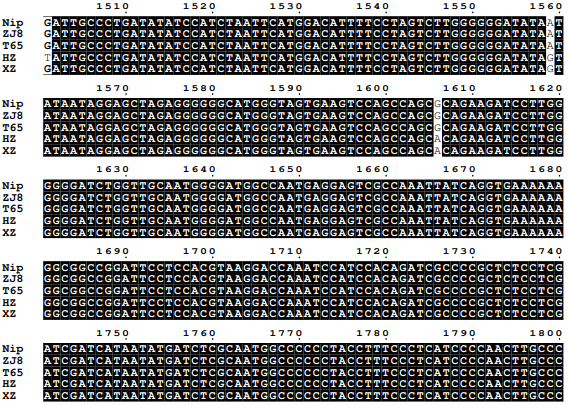 1510 1520 1530 1540 1550 1560
Nip GATTGCCCTGATATATCCATCTAATTCATGGACATTTTCCTAGTCTTGGGGGGATATAAT
ZJ8 GATTGCCCTGATATATCCATCTAATTCATGGACATTTTCCTAGTCTTGGGGGGATATAAT
T65 GATTGCCCTGATATATCCATCTAATTCATGGACATTTTCCTAGTCTTGGGGGGATATAAT
HZ TATTGCCCTGATATATCCATCTAATTCATGGACATTTTCCTAGTCTTGGGGGGATATAGT
XZ GATTGCCCTGATATATCCATCTAATTCATGGACATTTTCCTAGTCTTGGGGGGATATAGT
1570 1580 1590 1600 1610 1620
Nip ATAATAGGAGCTAGAGGGGGGCATGGGTAGTGAAGTCCAGCCAGCGCAGAAGATCCTTGG
ZJ8 ATAATAGGAGCTAGAGGGGGGCATGGGTAGTGAAGTCCAGCCAGCGCAGAAGATCCTTGG
T65 ATAATAGGAGCTAGAGGGGGGCATGGGTAGTGAAGTCCAGCCAGCGCAGAAGATCCTTGG
HZ ATAATAGGAGCTAGAGGGGGGCATGGGTAGTGAAGTCCAGCCAGCACAGAAGATCCTTGG
XZ ATAATAGGAGCTAGAGGGGGGCATGGGTAGTGAAGTCCAGCCAGCACAGAAGATCCTTGG
1630 1640 1650 1660 1670 1680
Nip GGGGATCTGGTTGCAATGGGGATGGCCAATGAGGAGTCGCCAAATTATCAGGTGAAAAAA
ZJ8 GGGGATCTGGTTGCAATGGGGATGGCCAATGAGGAGTCGCCAAATTATCAGGTGAAAAAA
T65 GGGGATCTGGTTGCAATGGGGATGGCCAATGAGGAGTCGCCAAATTATCAGGTGAAAAAA
HZ GGGGATCTGGTTGCAATGGGGATGGCCAATGAGGAGTCGCCAAATTATCAGGTGAAAAAA
XZ GGGGATCTGGTTGCAATGGGGATGGCCAATGAGGAGTCGCCAAATTATCAGGTGAAAAAA
1690 1700 1710 1720 1730 1740
Nip GGCGGCCGGATTCCTCCACGTAAGGACCAAATCCATCCACAGATCGCCCCGCTCTCCTCG
ZJ8 GGCGGCCGGATTCCTCCACGTAAGGACCAAATCCATCCACAGATCGCCCCGCTCTCCTCG
T65 GGCGGCCGGATTCCTCCACGTAAGGACCAAATCCATCCACAGATCGCCCCGCTCTCCTCG
HZ GGCGGCCGGATTCCTCCACGTAAGGACCAAATCCATCCACAGATCGCCCCGCTCTCCTCG
XZ GGCGGCCGGATTCCTCCACGTAAGGACCAAATCCATCCACAGATCGCCCCGCTCTCCTCG
1750 1760 1770 1780 1790 1800
Nip ATCGATCATAATATGATCTCGCAATGGCCCCCCTACCTTTCCCTCATCCCCAACTTGCCC
ZJ8 ATCGATCATAATATGATCTCGCAATGGCCCCCCTACCTTTCCCTCATCCCCAACTTGCCC
T65 ATCGATCATAATATGATCTCGCAATGGCCCCCCTACCTTTCCCTCATCCCCAACTTGCCC
HZ ATCGATCATAATATGATCTCGCAATGGCCCCCCTACCTTTCCCTCATCCCCAACTTGCCC
XZ ATCGATCATAATATGATCTCGCAATGGCCCCCCTACCTTTCCCTCATCCCCAACTTGCCC